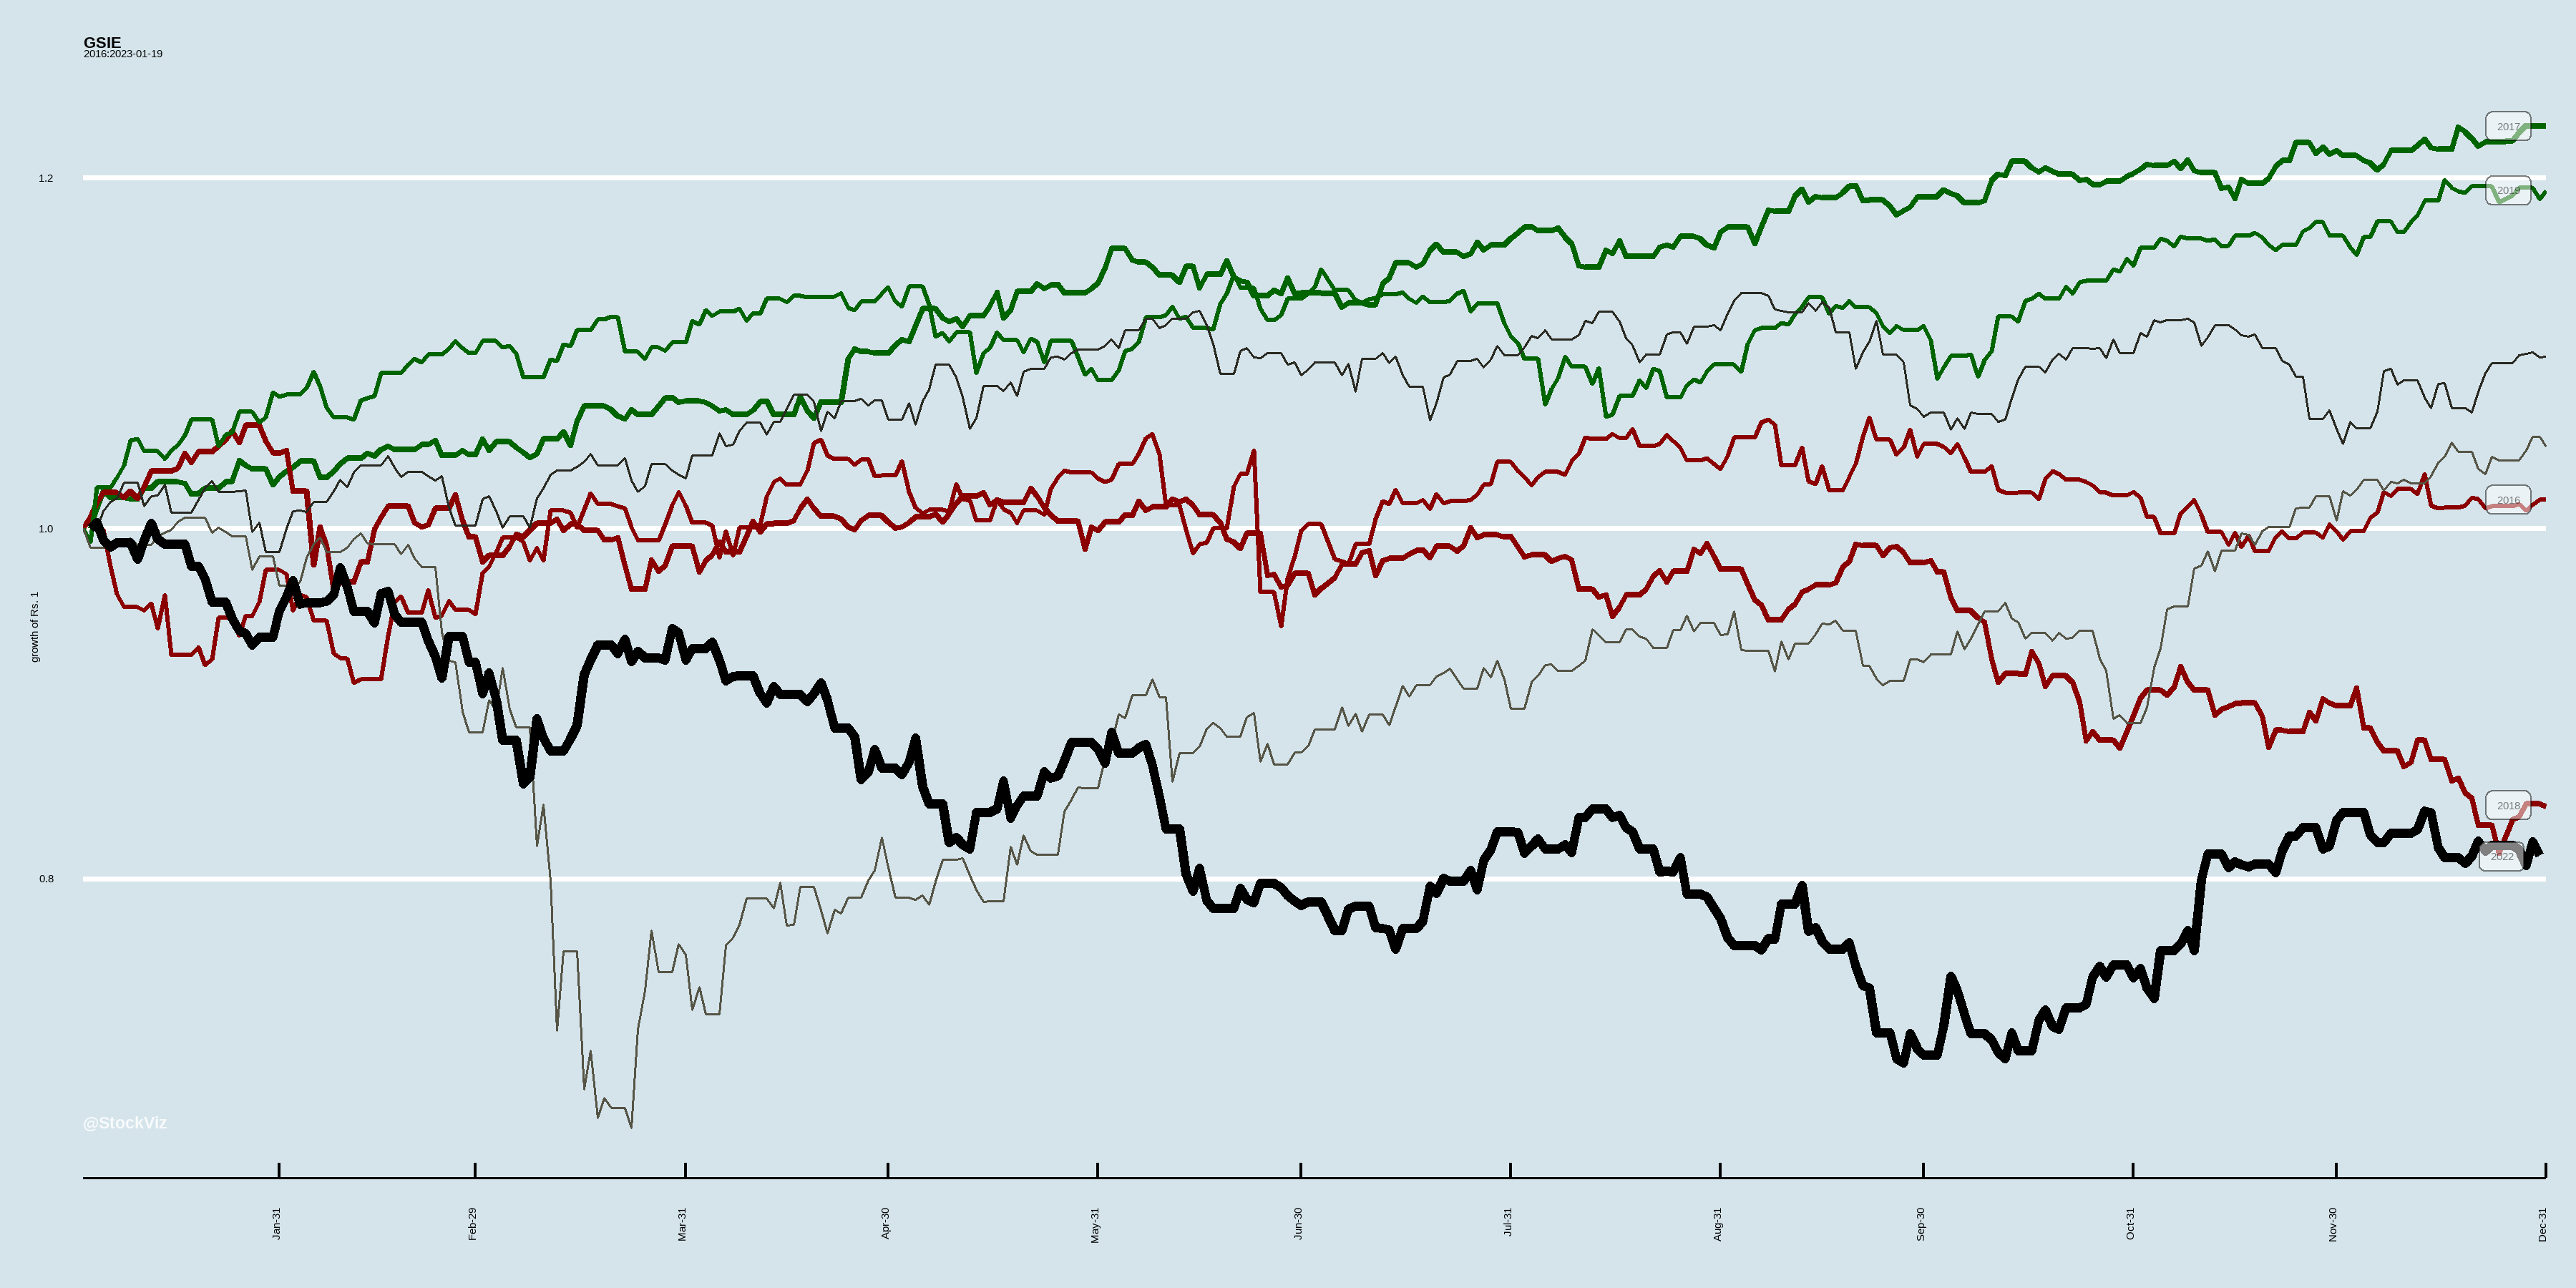 GSIE
2016:2023-01-19
1.2
1.0
0.8
growth of Rs. 1
2017
2019
2016
2018
2022
@StockViz
Jan-31
Feb-29
Mar-31
Apr-30
May-31
Jun-30
Jul-31
Aug-31
Sep-30
Oct-31
Nov-30
Dec-31